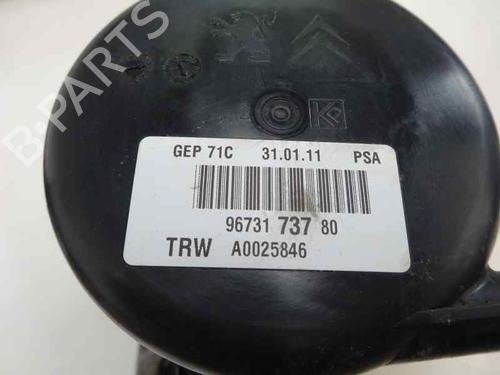 GEP 71C 31.01.11 PSA
96731 737 80
TRW A0025846
B-PARTS